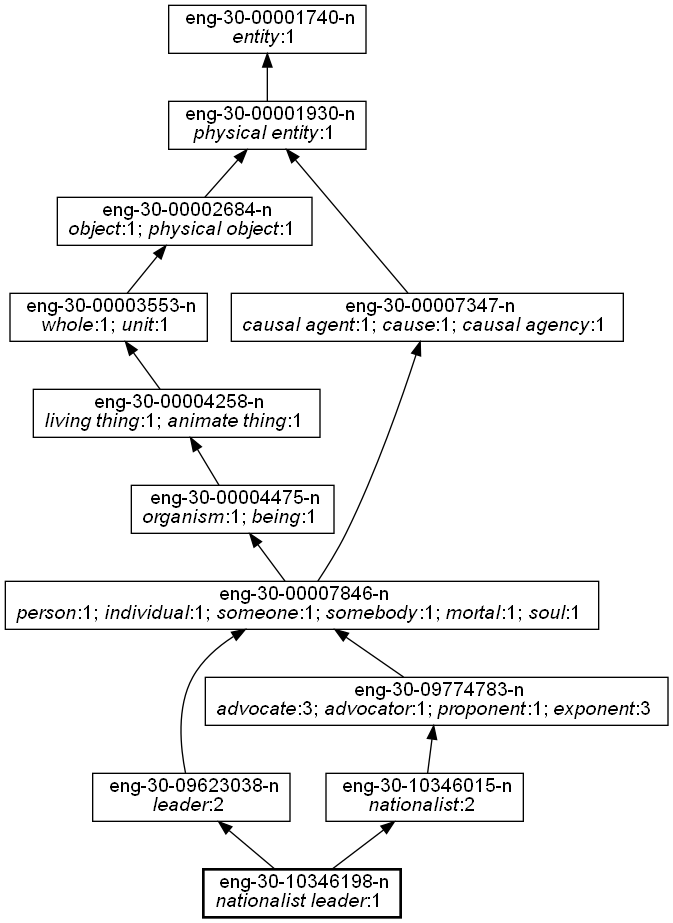 eng-30-00001740-n
entity:1
eng-30-00001930-n
physical entity:1
eng-30-00002684-n
object:1; physical object:1
eng-30-00003553-n
whole:1; unit:1
eng-30-00007347-n
causal agent:1; cause:1; causal agency:1
eng-30-00004258-n
living thing:1; animate thing:1
eng-30-00004475-n
organism:1; being:1
eng-30-00007846-n
person:1; individual:1; someone:1; somebody:1; mortal:1; soul:1
eng-30-09774783-n
advocate:3; advocator:1; proponent:1; exponent:3
eng-30-09623038-n
leader:2
eng-30-10346015-n
nationalist:2
eng-30-10346198-n
nationalist leader:1